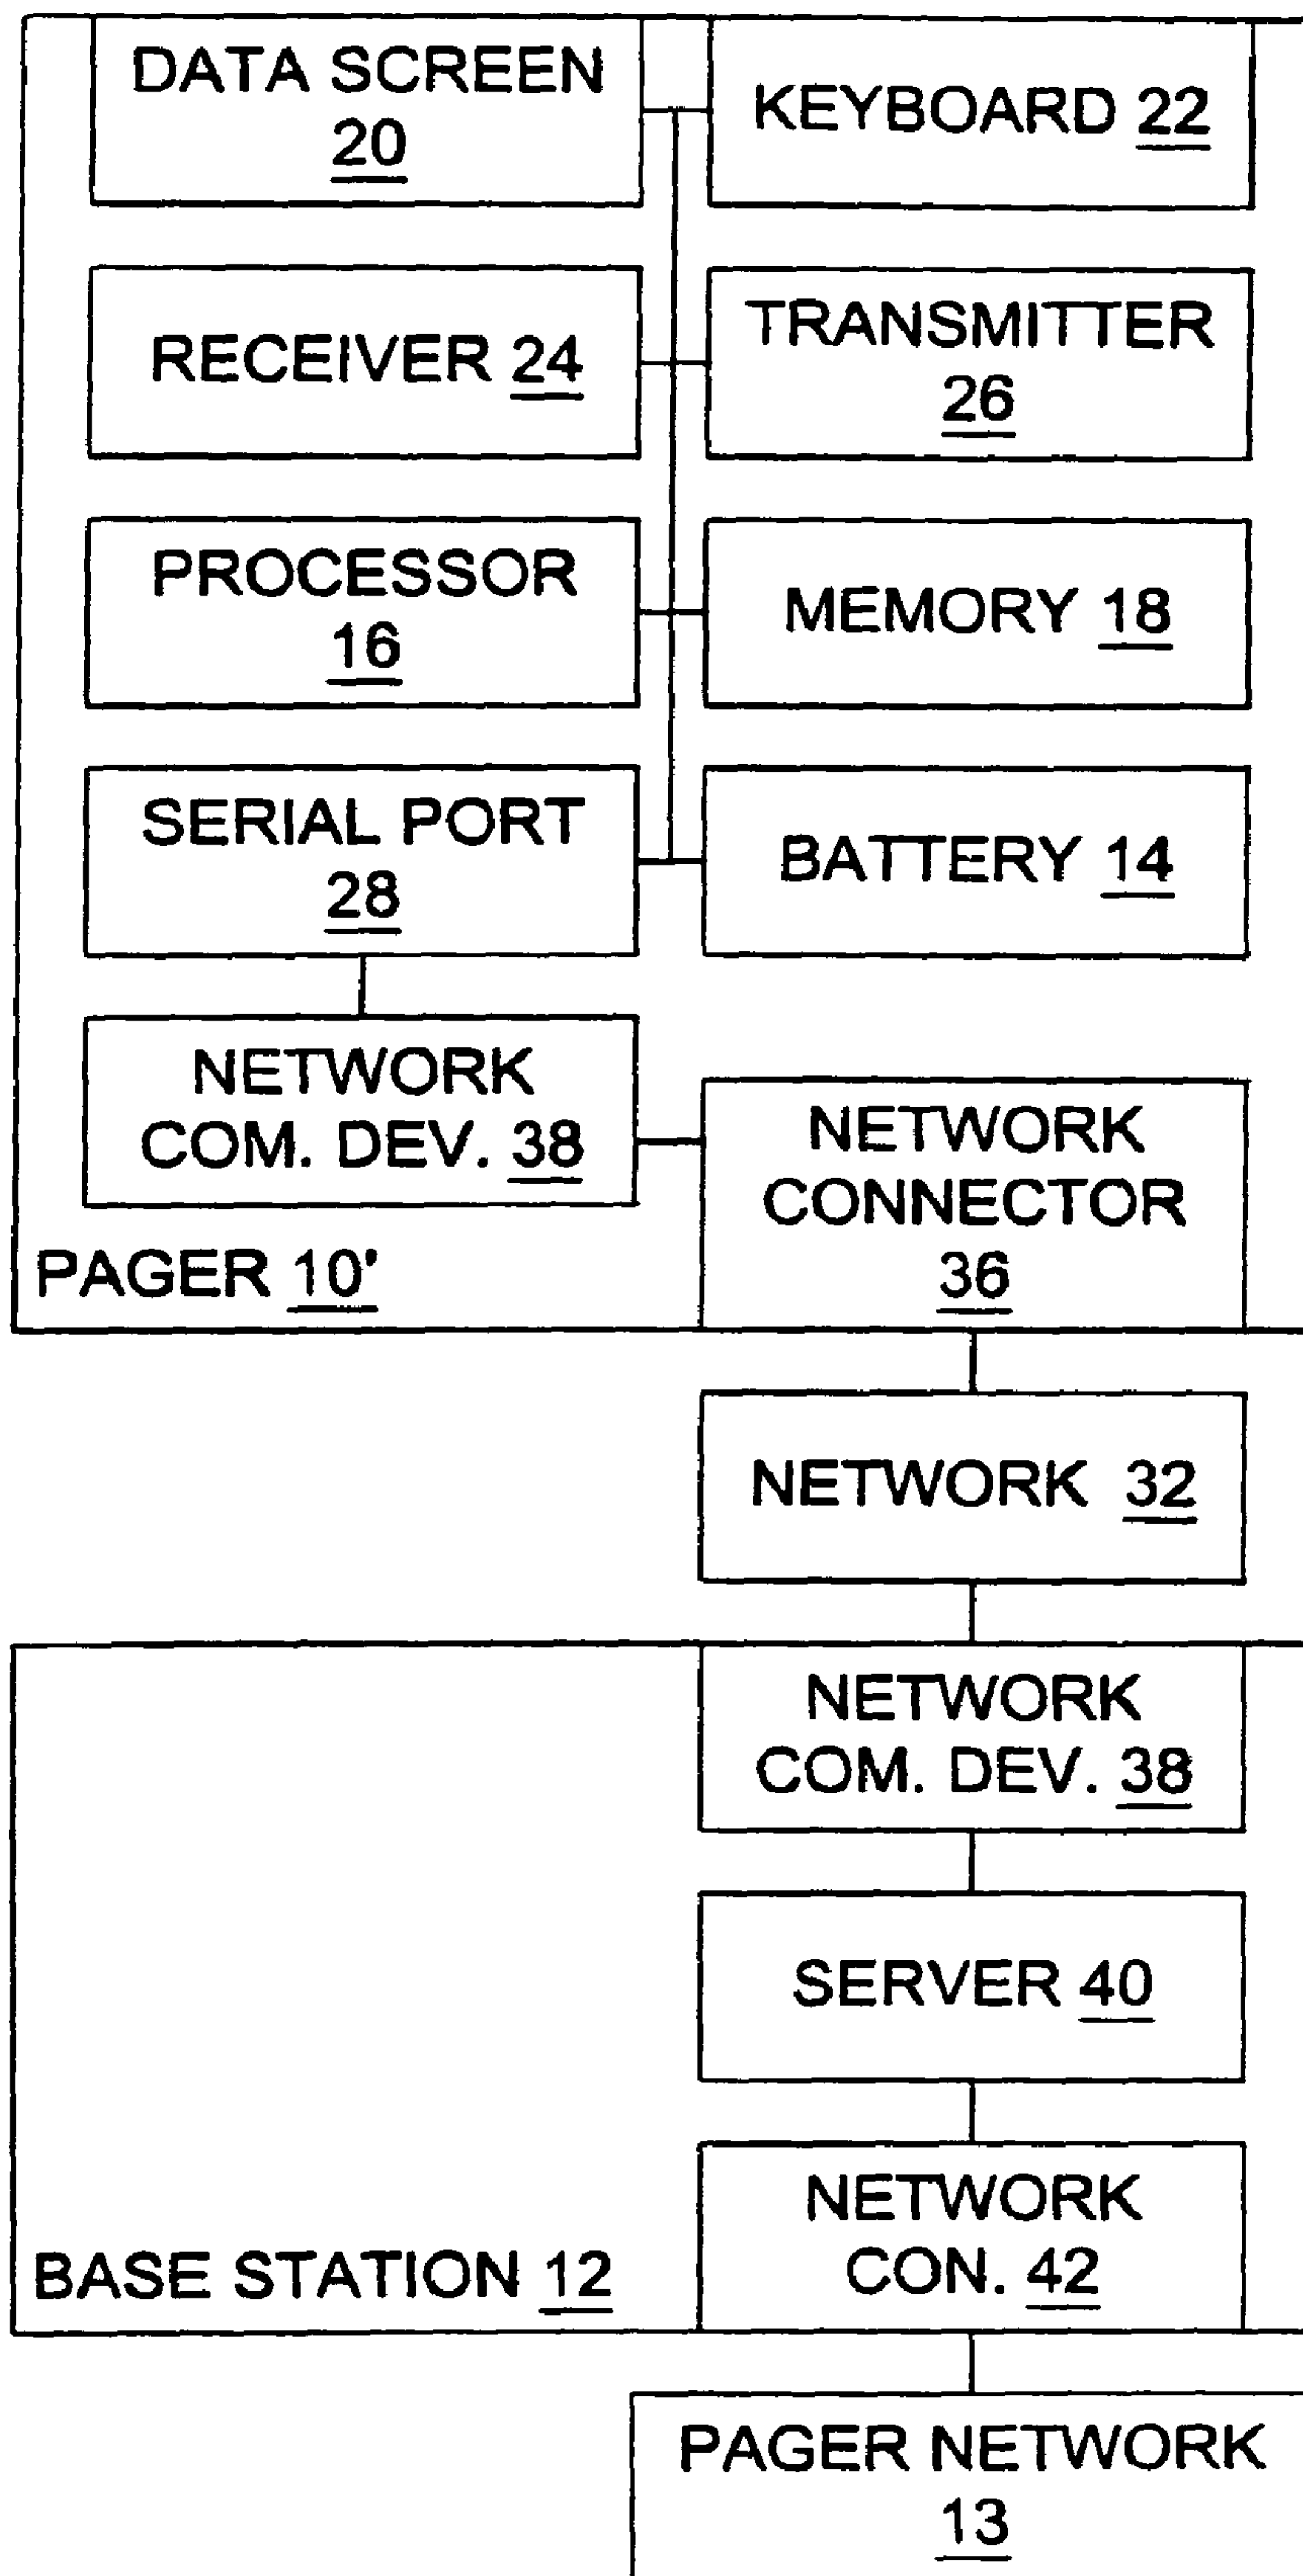 DATA SCREEN
20
KEYBOARD 22
RECEIVER 24
TRANSMITTER
26
PROCESSOR
16
MEMORY 18
SERIAL PORT
28
BATTERY 14
NETWORK
COM. DEV. 38
NETWORK
CONNECTOR
36
PAGER 10'
NETWORK 32
NETWORK
COM. DEV. 38
SERVER 40
NETWORK
CON. 42
BASE STATION 12
PAGER NETWORK
13